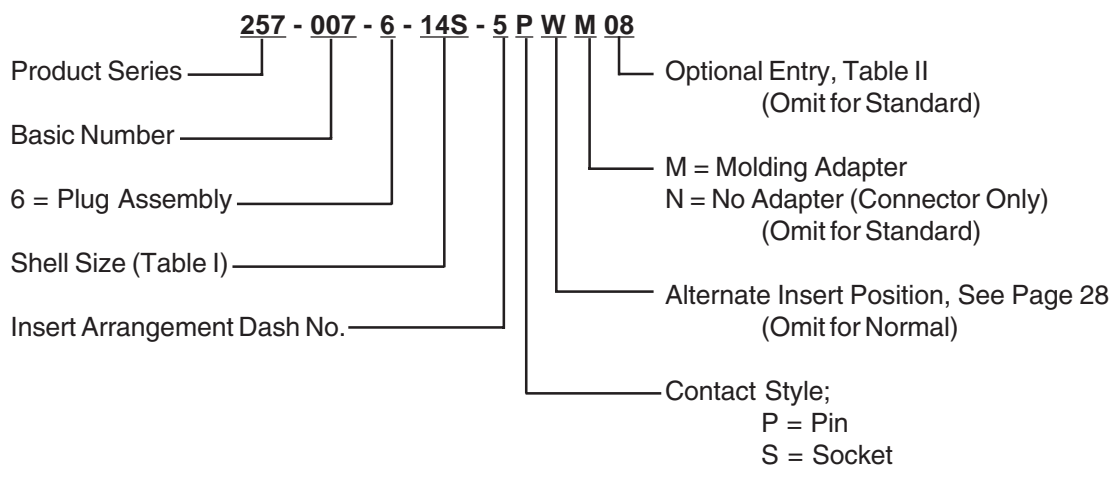 257 - 007 - 6 - 14S - 5 P W M 08
Product Series
Basic Number
6 = Plug Assembly
Shell Size (Table I)
Insert Arrangement Dash No.
Optional Entry, Table II
(Omit for Standard)
M = Molding Adapter
N = No Adapter (Connector Only)
(Omit for Standard)
Alternate Insert Position, See Page 28
(Omit for Normal)
Contact Style;
P = Pin
S = Socket